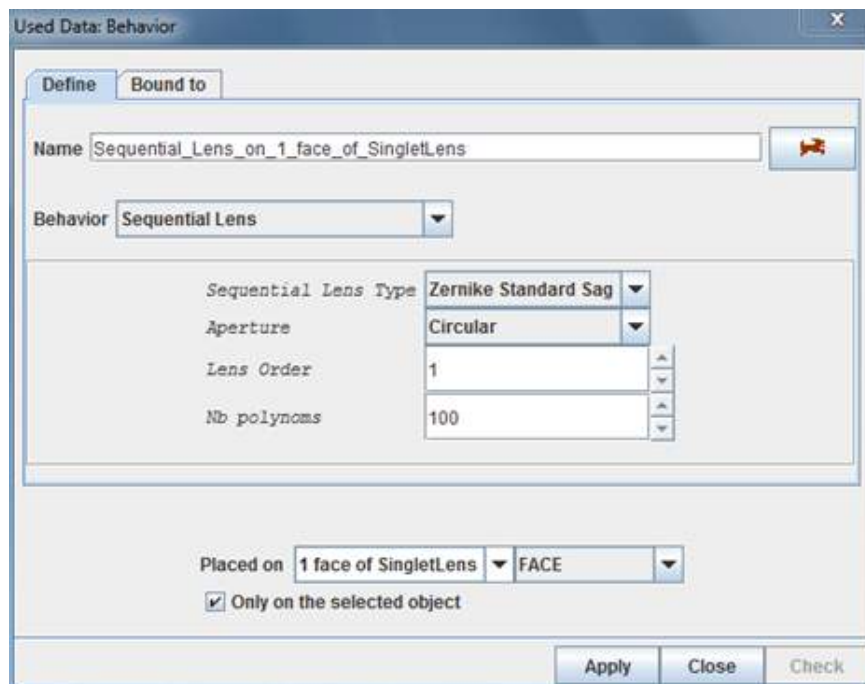 Used Data: Behavior
x
Define Bound to
Name Sequential_Lens_on_1_face_of_SingletLens
Behavior Sequential Lens
Sequential Lens Type Zernike Standard Sag
Aperture Circular
Lens Order 1
Nb polynoms 100
Placed on 1 face of SingletLens FACE
Only on the selected object
Apply Close Check